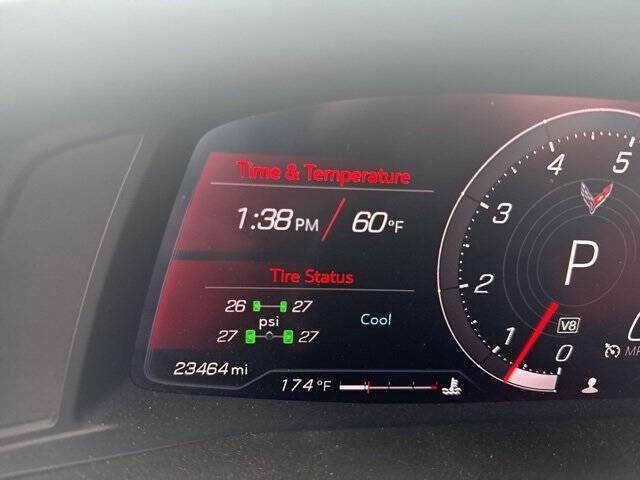 Time & Temperature
1:38 PM / 60°F
Tire Status
26 27
psi
Cool
27 27
23464 mi
174°F
5
4
3
2
1
0
P
V8